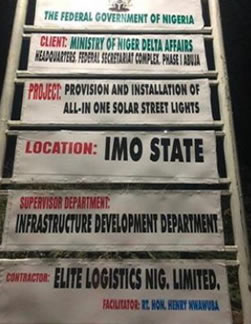 THE FEDERAL GOVERNMENT OF NIGERIA
CLIENT: MINISTRY OF NIGER DELTA AFFAIRS
HEADQUARTERS. FEDERAL SECRETARIAT COMPLEX. PHASE I ABUJA
PROJECT: PROVISION AND INSTALLATION OF
ALL-IN ONE SOLAR STREET LIGHTS
LOCATION: IMO STATE
SUPERVISOR DEPARTMENT:
INFRASTRUCTURE DEVELOPMENT DEPARTMENT
CONTRACTOR: ELITE LOGISTICS NIG. LIMITED.
FACILITATOR: RT. HON. HENRY NWAWUBA